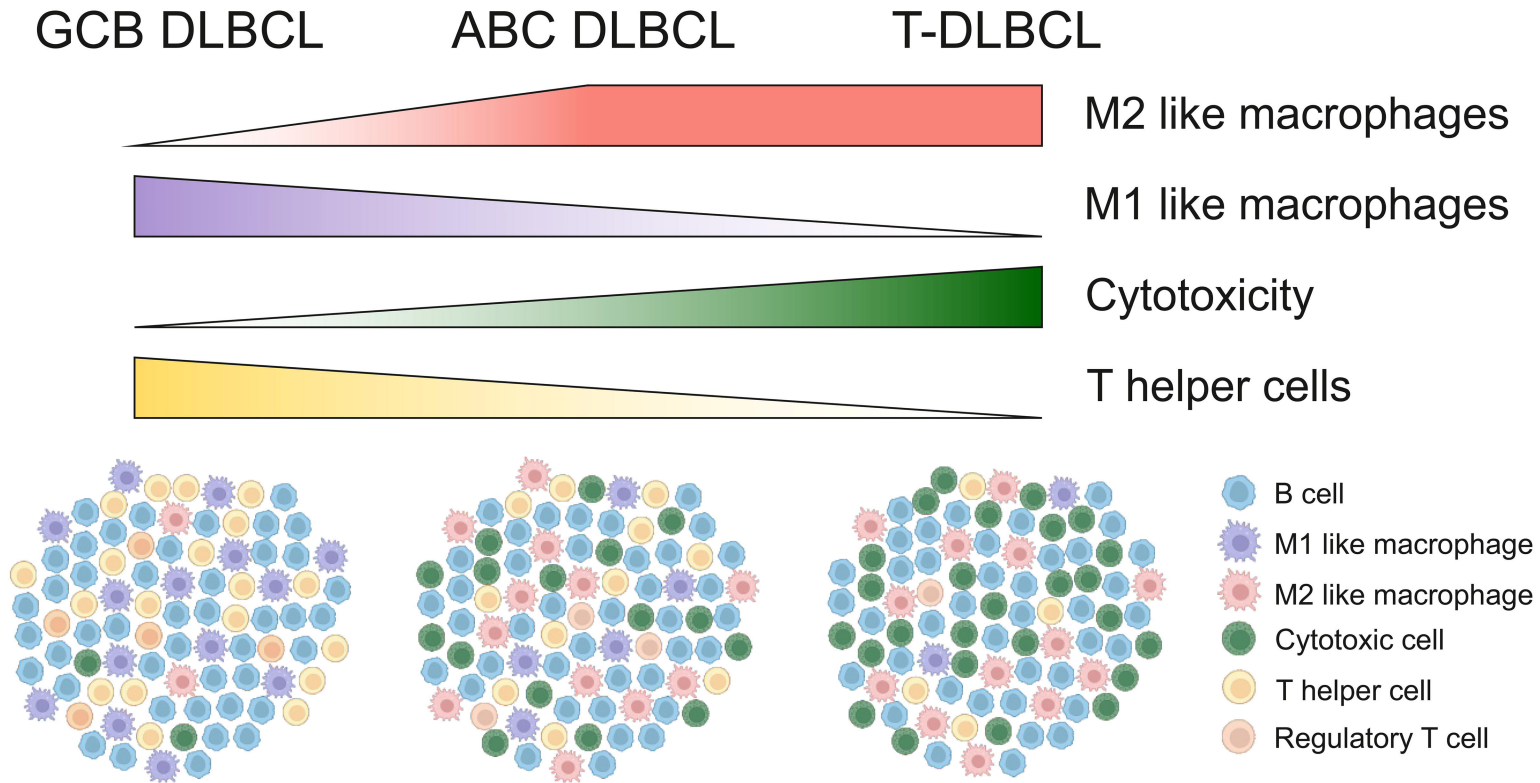 GCB DLBCL
ABC DLBCL
T-DLBCL
M2 like macrophages
M1 like macrophages
Cytotoxicity
T helper cells
B cell
M1 like macrophage
M2 like macrophage
Cytotoxic cell
T helper cell
Regulatory T cell